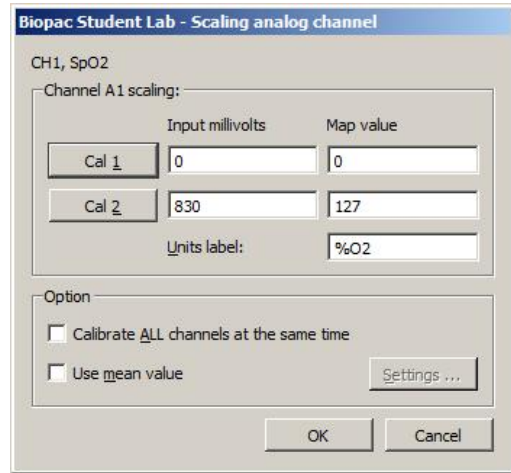 Biopac Student Lab - Scaling analog channel
CH1, SpO2
Channel A1 scaling:
Input millivolts Map value
Cal 1 0 0
Cal 2 830 127
Units label: %O2
Option
Calibrate ALL channels at the same time
Use mean value Settings ...
OK Cancel